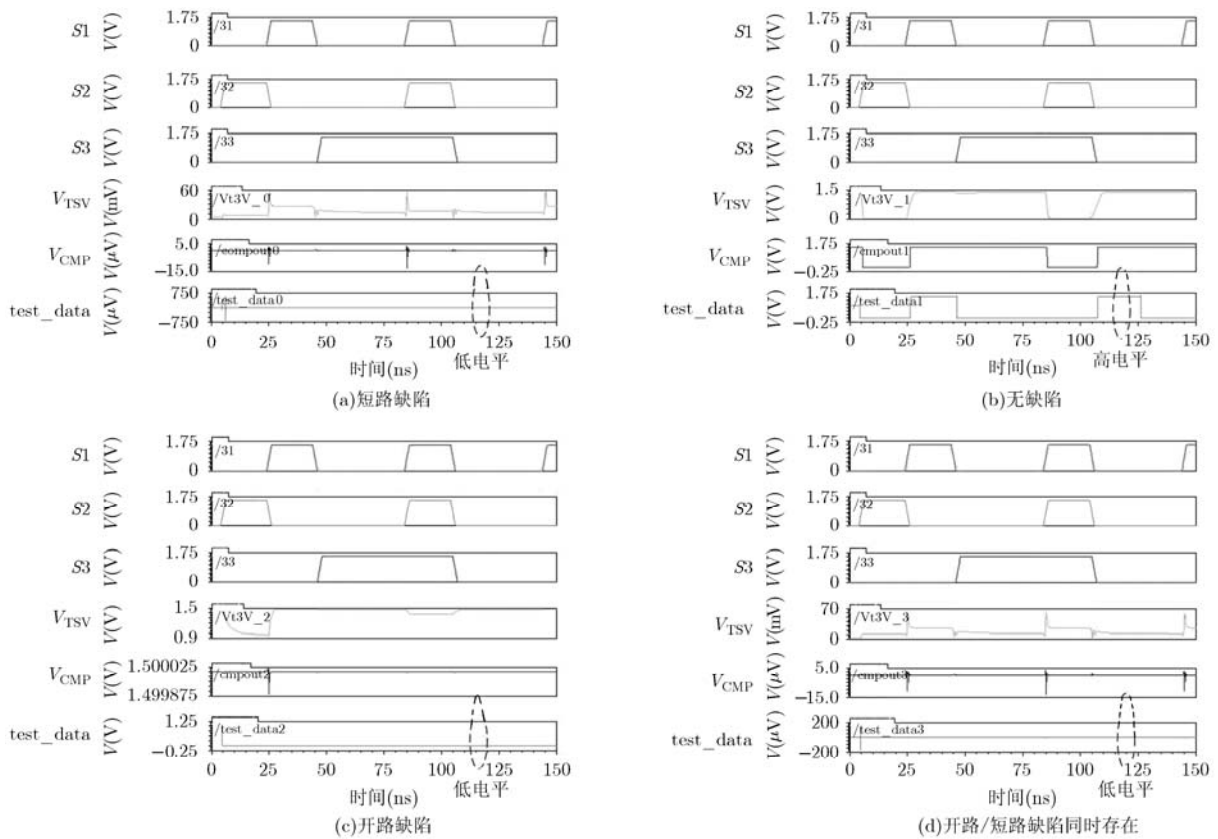 S1 V(V) 1.75 0 /31
S2 V(V) 1.75 0 /32
S3 V(V) 1.75 0 /33
VTSV V(mV) 60 0 /Vt3V_0
VCMP V(μV) 5.0 −15.0 /compout0
test_data V(μV) 750 −750 /test_data0
0 25 50 75 100 125 150
时间(ns) 低电平
(a)短路缺陷
S1 V(V) 1.75 0 /31
S2 V(V) 1.75 0 /32
S3 V(V) 1.75 0 /33
VTSV V(V) 1.5 0 /Vt3V_1
VCMP V(V) 1.75 −0.25 /cmpout1
test_data V(V) 1.75 −0.25 /test_data1
0 25 50 75 100 125 150
时间(ns) 高电平
(b)无缺陷
S1 V(V) 1.75 0 /31
S2 V(V) 1.75 0 /32
S3 V(V) 1.75 0 /33
VTSV V(V) 1.5 0.9 /Vt3V_2
VCMP V(V) 1.500025 1.499875 /cmpout2
test_data V(V) 1.25 −0.25 /test_data2
0 25 50 75 100 125 150
时间(ns) 低电平
(c)开路缺陷
S1 V(V) 1.75 0 /31
S2 V(V) 1.75 0 /32
S3 V(V) 1.75 0 /33
VTSV V(mV) 70 0 /Vt3V_3
VCMP V(μV) 5.0 −15.0 /cmpout3
test_data V(μV) 200 −200 /test_data3
0 25 50 75 100 125 150
时间(ns) 低电平
(d)开路/短路缺陷同时存在